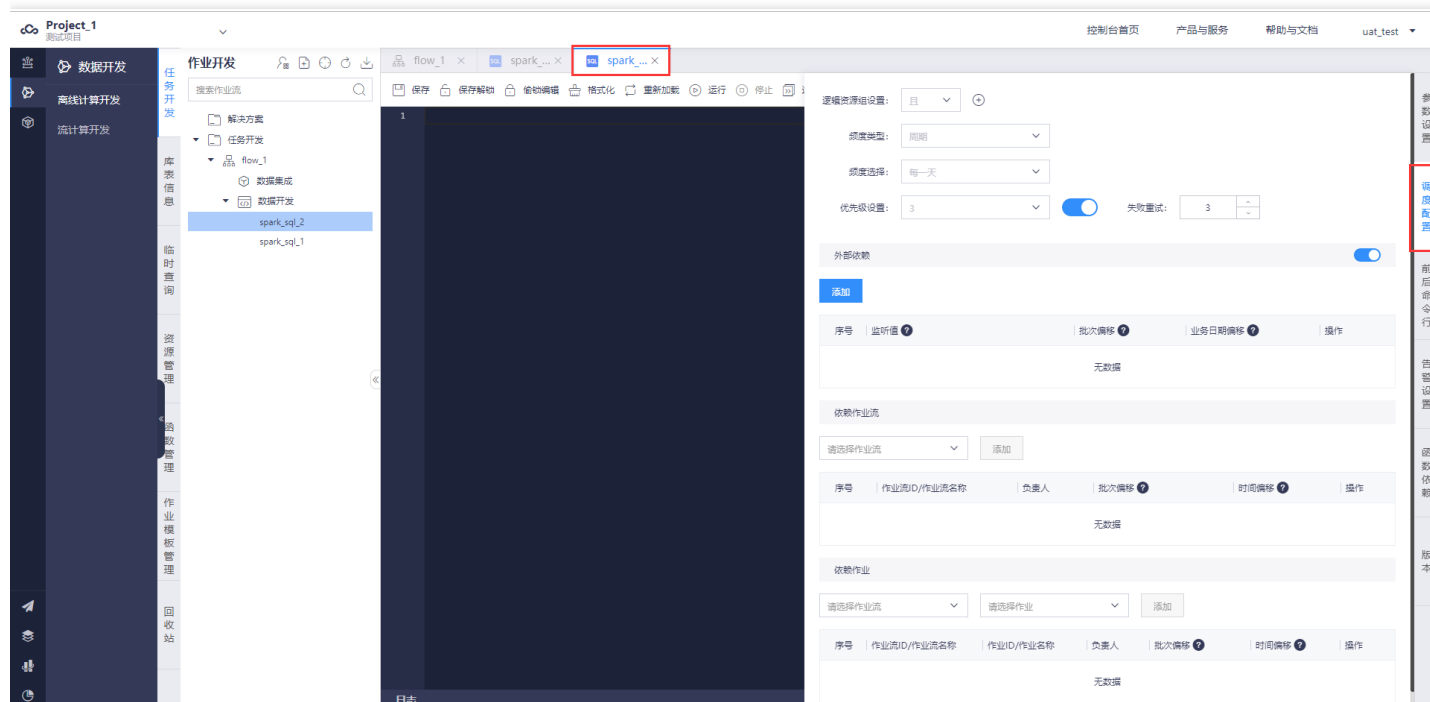 Project_1
测试项目
控制台首页 产品与服务 帮助与文档 uat_test
数据开发
离线计算开发
流计算开发
任务开发
库表信息
临时查询
资源管理
函数管理
作业模板管理
回收站
作业开发
搜索作业流
解决方案
任务开发
flow_1
数据集成
数据开发
spark_sql_2
spark_sql_1
flow_1 × SQL spark_... × SQL spark_... ×
保存 保存解锁 偷锁编辑 格式化 重新加载 运行 停止
1
日志
逻辑资源组设置: 且
频度类型: 周期
频度选择: 每一天
优先级设置: 3 失败重试: 3
外部依赖
添加
序号 监听值 ? 批次偏移 ? 业务日期偏移 ? 操作
无数据
依赖作业流
请选择作业流 添加
序号 作业流ID/作业流名称 负责人 批次偏移 ? 时间偏移 ? 操作
无数据
依赖作业
请选择作业流 请选择作业 添加
序号 作业流ID/作业流名称 作业ID/作业名称 负责人 批次偏移 ? 时间偏移 ? 操作
无数据
参数设置
调度配置
前后命令行
告警设置
函数依赖
版本